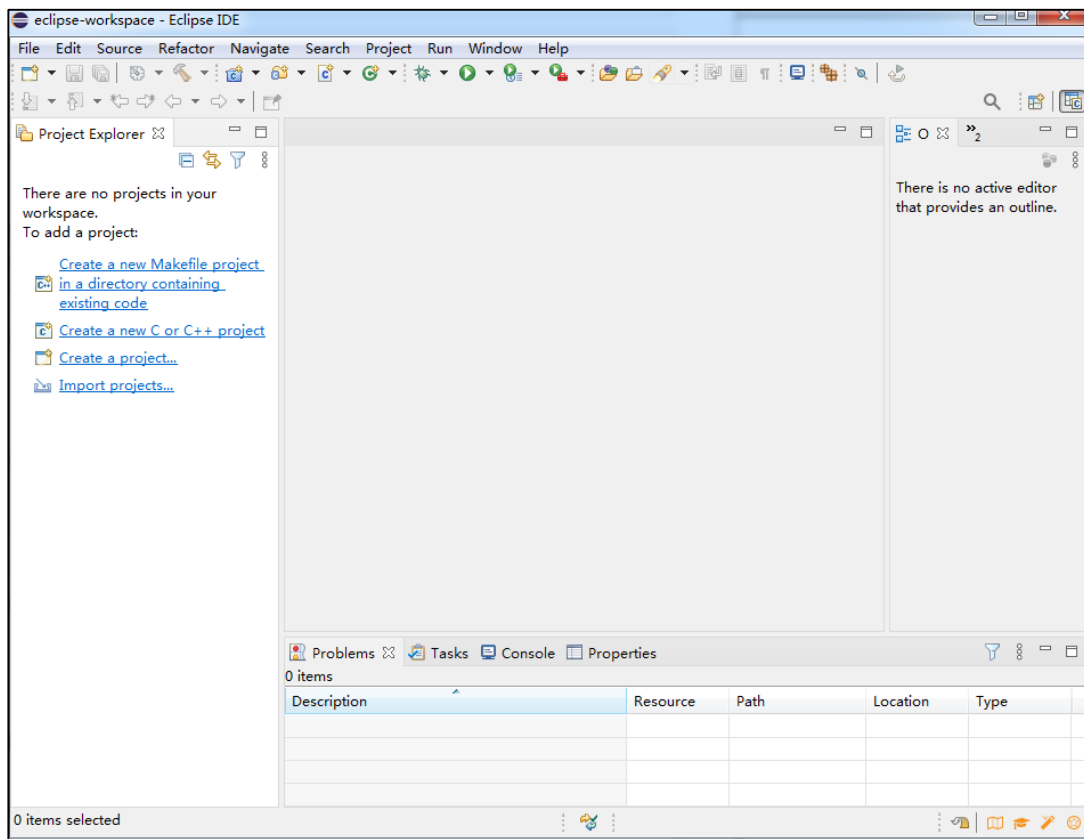 eclipse-workspace - Eclipse IDE
File Edit Source Refactor Navigate Search Project Run Window Help
Project Explorer
There are no projects in your
workspace.
To add a project:
Create a new Makefile project
in a directory containing
existing code
Create a new C or C++ project
Create a project...
Import projects...
O
»2
There is no active editor
that provides an outline.
Problems Tasks Console Properties
0 items
Description Resource Path Location Type
0 items selected